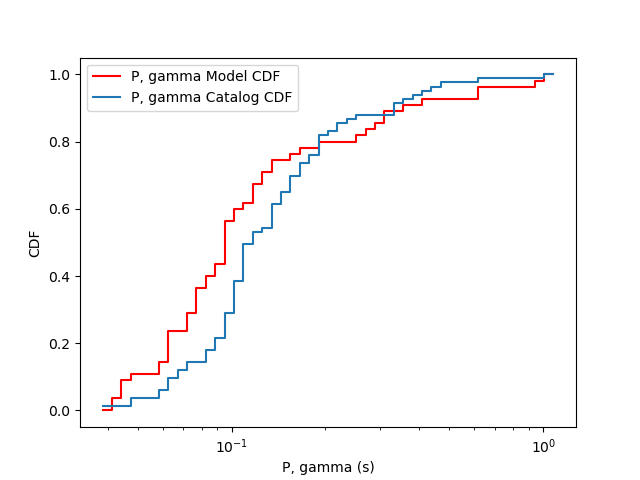 P, gamma Model CDF
P, gamma Catalog CDF
1.0
0.8
0.6
0.4
0.2
0.0
CDF
10⁻¹ 10⁰
P, gamma (s)